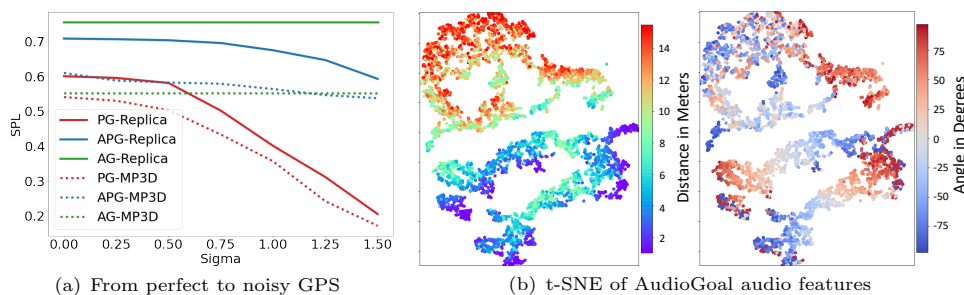 0.7
0.6
0.5
0.4
0.3
0.2
SPL
PG-Replica
APG-Replica
AG-Replica
PG-MP3D
APG-MP3D
AG-MP3D
0.00 0.25 0.50 0.75 1.00 1.25 1.50
Sigma
(a) From perfect to noisy GPS
14
12
10
8
6
4
2
Distance in Meters
75
50
25
0
-25
-50
-75
Angle in Degrees
(b) t-SNE of AudioGoal audio features